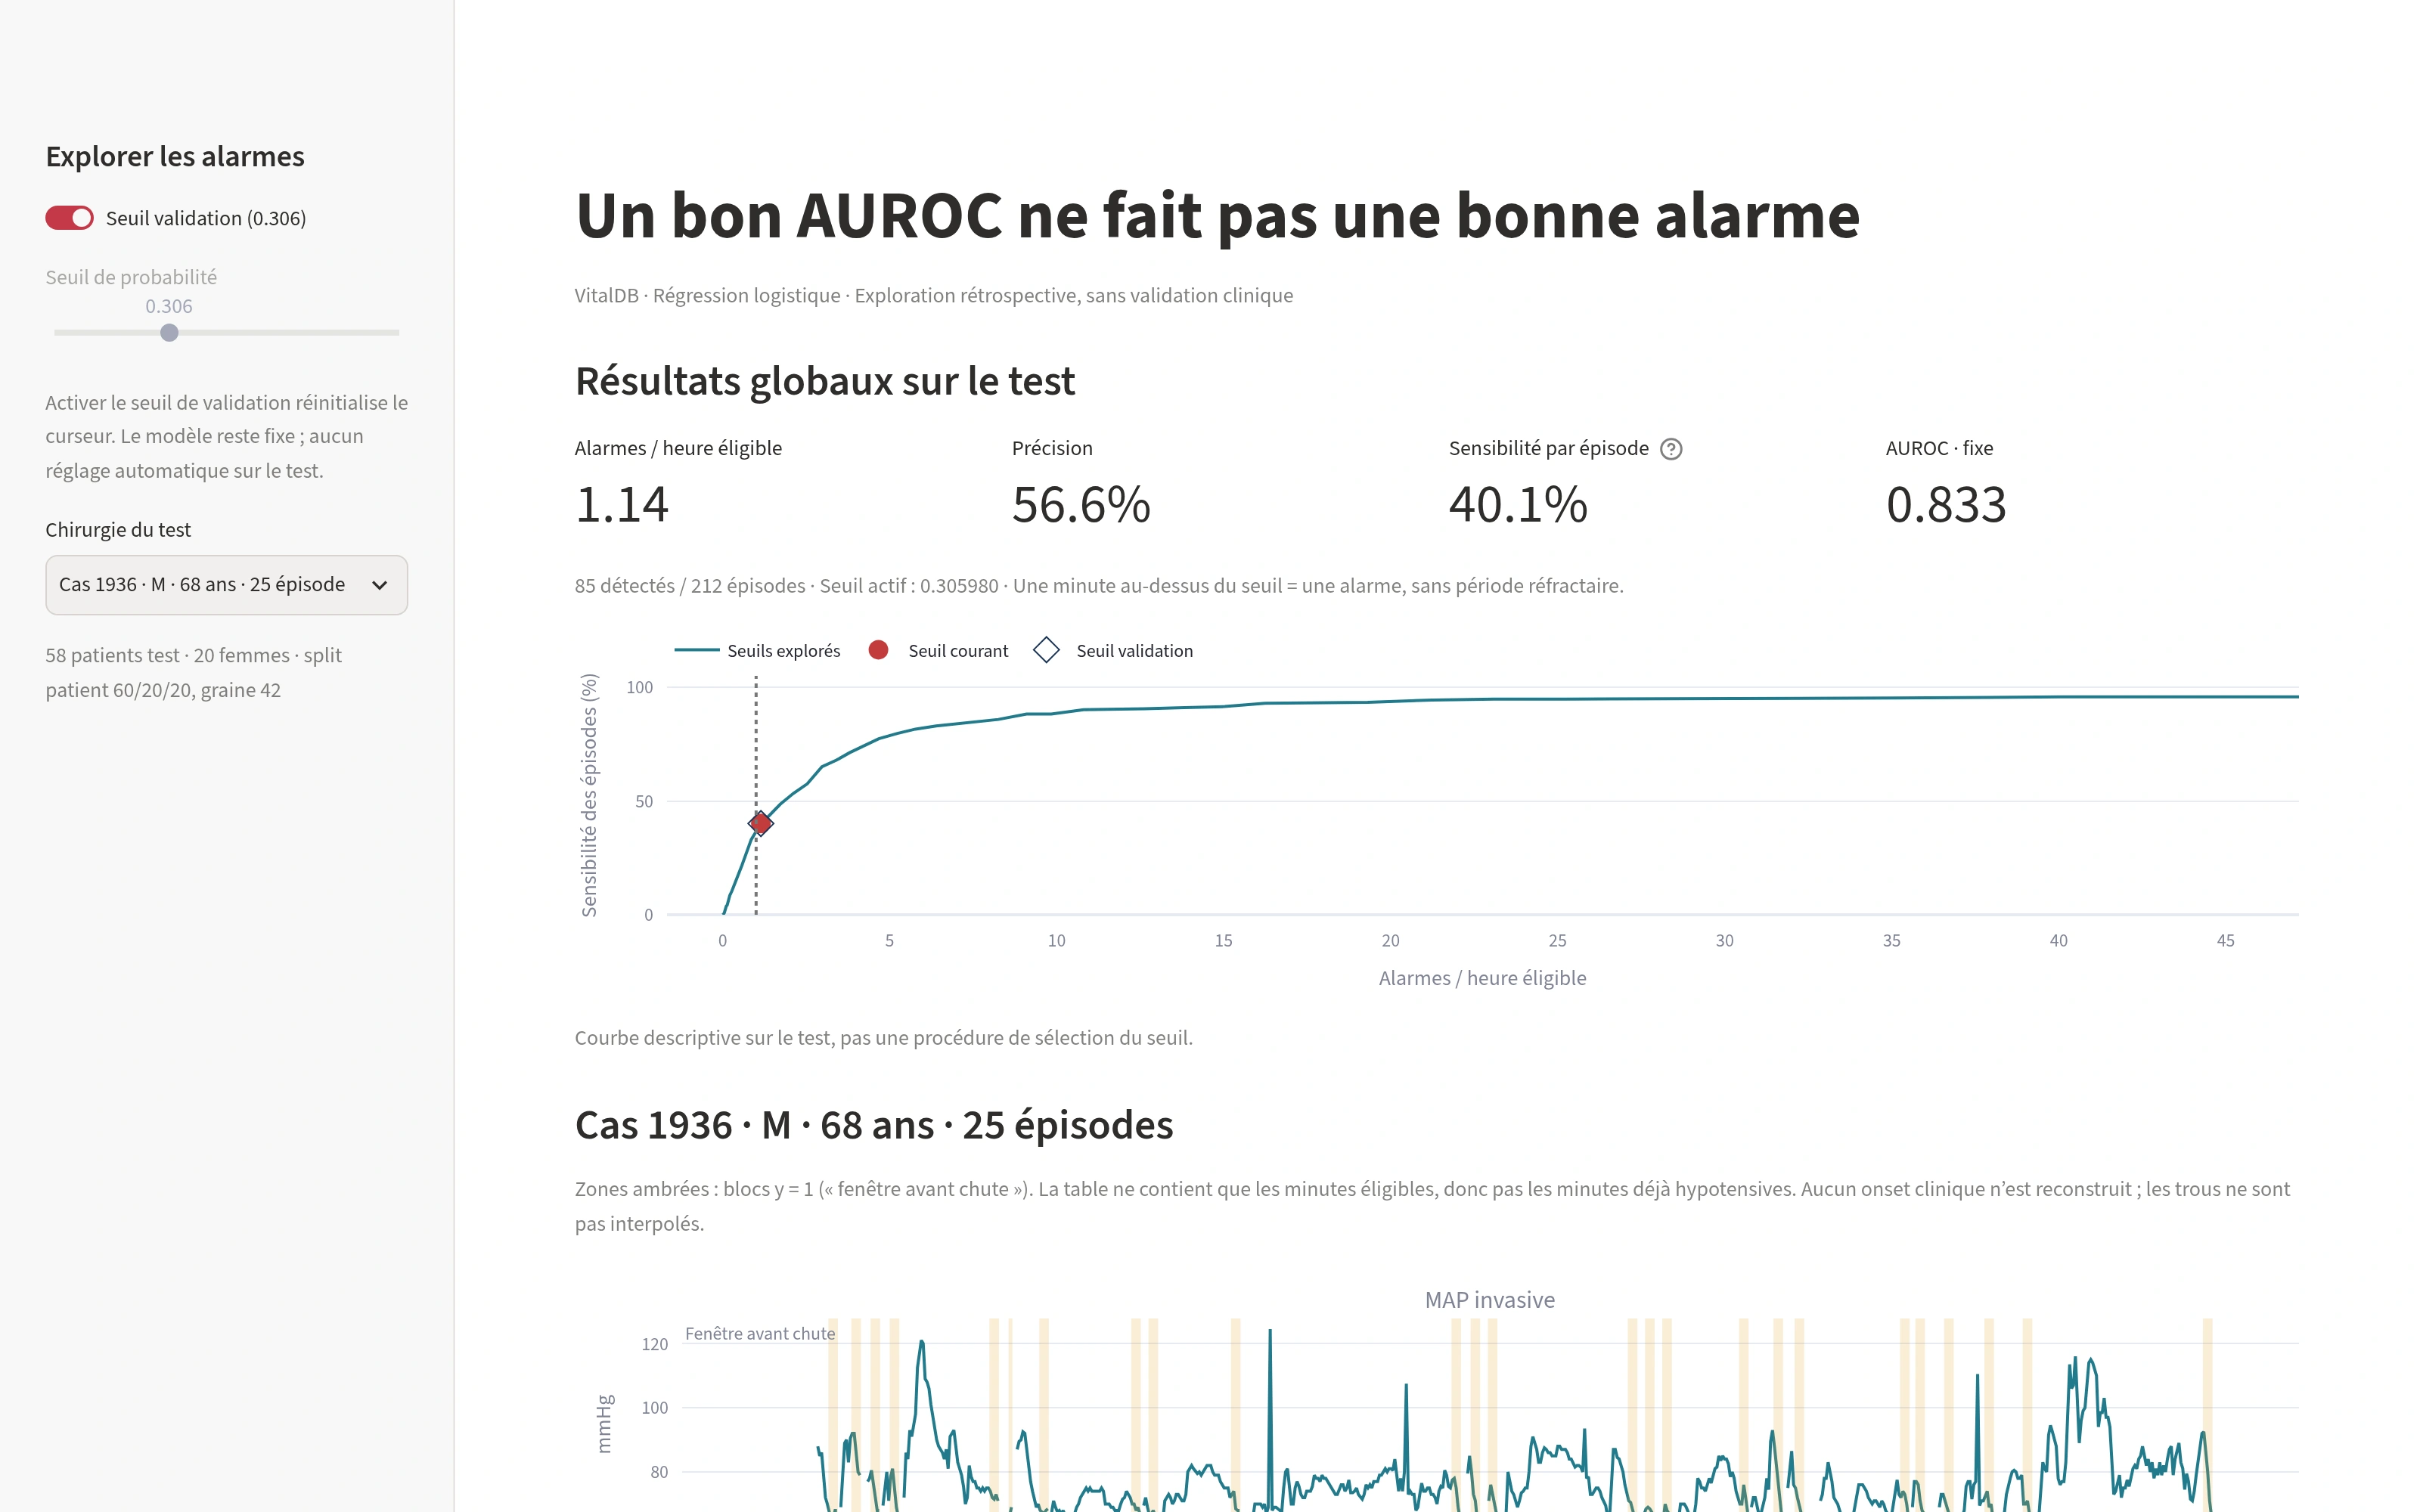 Explorer les alarmes
Seuil validation (0.306)
Seuil de probabilité
0.306
Activer le seuil de validation réinitialise le
curseur. Le modèle reste fixe ; aucun
réglage automatique sur le test.
Chirurgie du test
Cas 1936 · M · 68 ans · 25 épisode
58 patients test · 20 femmes · split
patient 60/20/20, graine 42
Un bon AUROC ne fait pas une bonne alarme
VitalDB · Régression logistique · Exploration rétrospective, sans validation clinique
Résultats globaux sur le test
Alarmes / heure éligible
1.14
Précision
56.6%
Sensibilité par épisode
40.1%
AUROC · fixe
0.833
85 détectés / 212 épisodes · Seuil actif : 0.305980 · Une minute au-dessus du seuil = une alarme, sans période réfractaire.
Seuils explorés
Seuil courant
Seuil validation
Sensibilité des épisodes (%)
100
50
0
0 5 10 15 20 25 30 35 40 45
Alarmes / heure éligible
Courbe descriptive sur le test, pas une procédure de sélection du seuil.
Cas 1936 · M · 68 ans · 25 épisodes
Zones ambrées : blocs y = 1 (« fenêtre avant chute »). La table ne contient que les minutes éligibles, donc pas les minutes déjà hypotensives. Aucun onset clinique n’est reconstruit ; les trous ne sont
pas interpolés.
MAP invasive
Fenêtre avant chute
mmHg
120
100
80